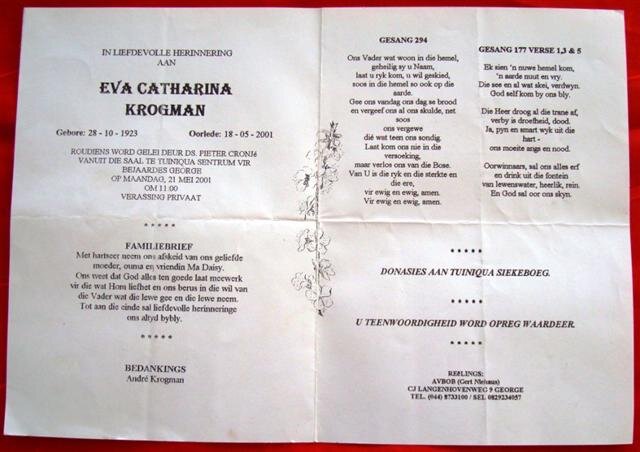 IN LIEFDEVOLLE HERINNERING
AAN
EVA CATHARINA
KROGMAN
Gebore: 28 - 10 - 1923 Oorlede: 18 - 05 - 2001
ROUDIENS WORD GELEI DEUR DS. PIETER CRONJé
VANUIT DIE SAAL TE TUINIQUA SENTRUM VIR
BEJAARDES GEORGE
OP MAANDAG, 21 MEI 2001
OM 11:00
VERASSING PRIVAAT
* * * * *
FAMILIEBRIEF
Met hartseer neem ons afskeid van ons geliefde
moeder, ouma en vriendin Ma Daisy.
Ons weet dat God alles ten goede laat meewerk
vir die wat Hom liefhet en ons berus in die wil van
die Vader wat die lewe gee en die lewe neem.
Tot aan die einde sal liefdevolle herinneringe
ons altyd bybly.
* * * * *
BEDANKINGS
André Krogman
GESANG 294
Ons Vader wat woon in die hemel,
geheilig sy u Naam,
laat u ryk kom, u wil geskied,
soos in die hemel so ook op die
aarde.
Gee ons vandag ons dag se brood
en vergeef ons al ons skulde, net
soos
ons vergewe
dié wat teen ons sondig.
Laat kom ons nie in die
versoeking,
maar verlos ons van die Bose.
Van U is die ryk en die sterkte en
die ere,
vir ewig en ewig, amen.
Vir ewig en ewig, amen.
GESANG 177 VERSE 1,3 & 5
Ek sien 'n nuwe hemel kom,
'n aarde nuut en vry.
Die see en al wat skei, verdwyn.
God self kom by ons bly.
Die Heer droog al die trane af,
verby is droefheid, dood.
Ja, pyn en smart wyk uit die
hart -
ons moeite angs en nood.
Oorwinnaars, sal ons alles erf
en drink uit die fontein
van lewenswater, heerlik, rein.
En God sal oor ons skyn.
* * * * *
DONASIES AAN TUINIQUA SIEKEBOEG.
* * * * *
U TEENWOORDIGHEID WORD OPREG WAARDEER.
* * * * *
REëLINGS:
AVBOB (Gert Niehaus)
CJ LANGENHOVENWEG 9 GEORGE
TEL. (044) 8733100 / SEL 0829234057